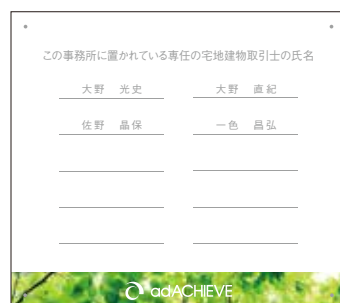 この事務所に置かれている専任の宅地建物取引士の氏名
大野 光史 大野 直紀
佐野 晶保 一色 昌弘
adACHIEVE